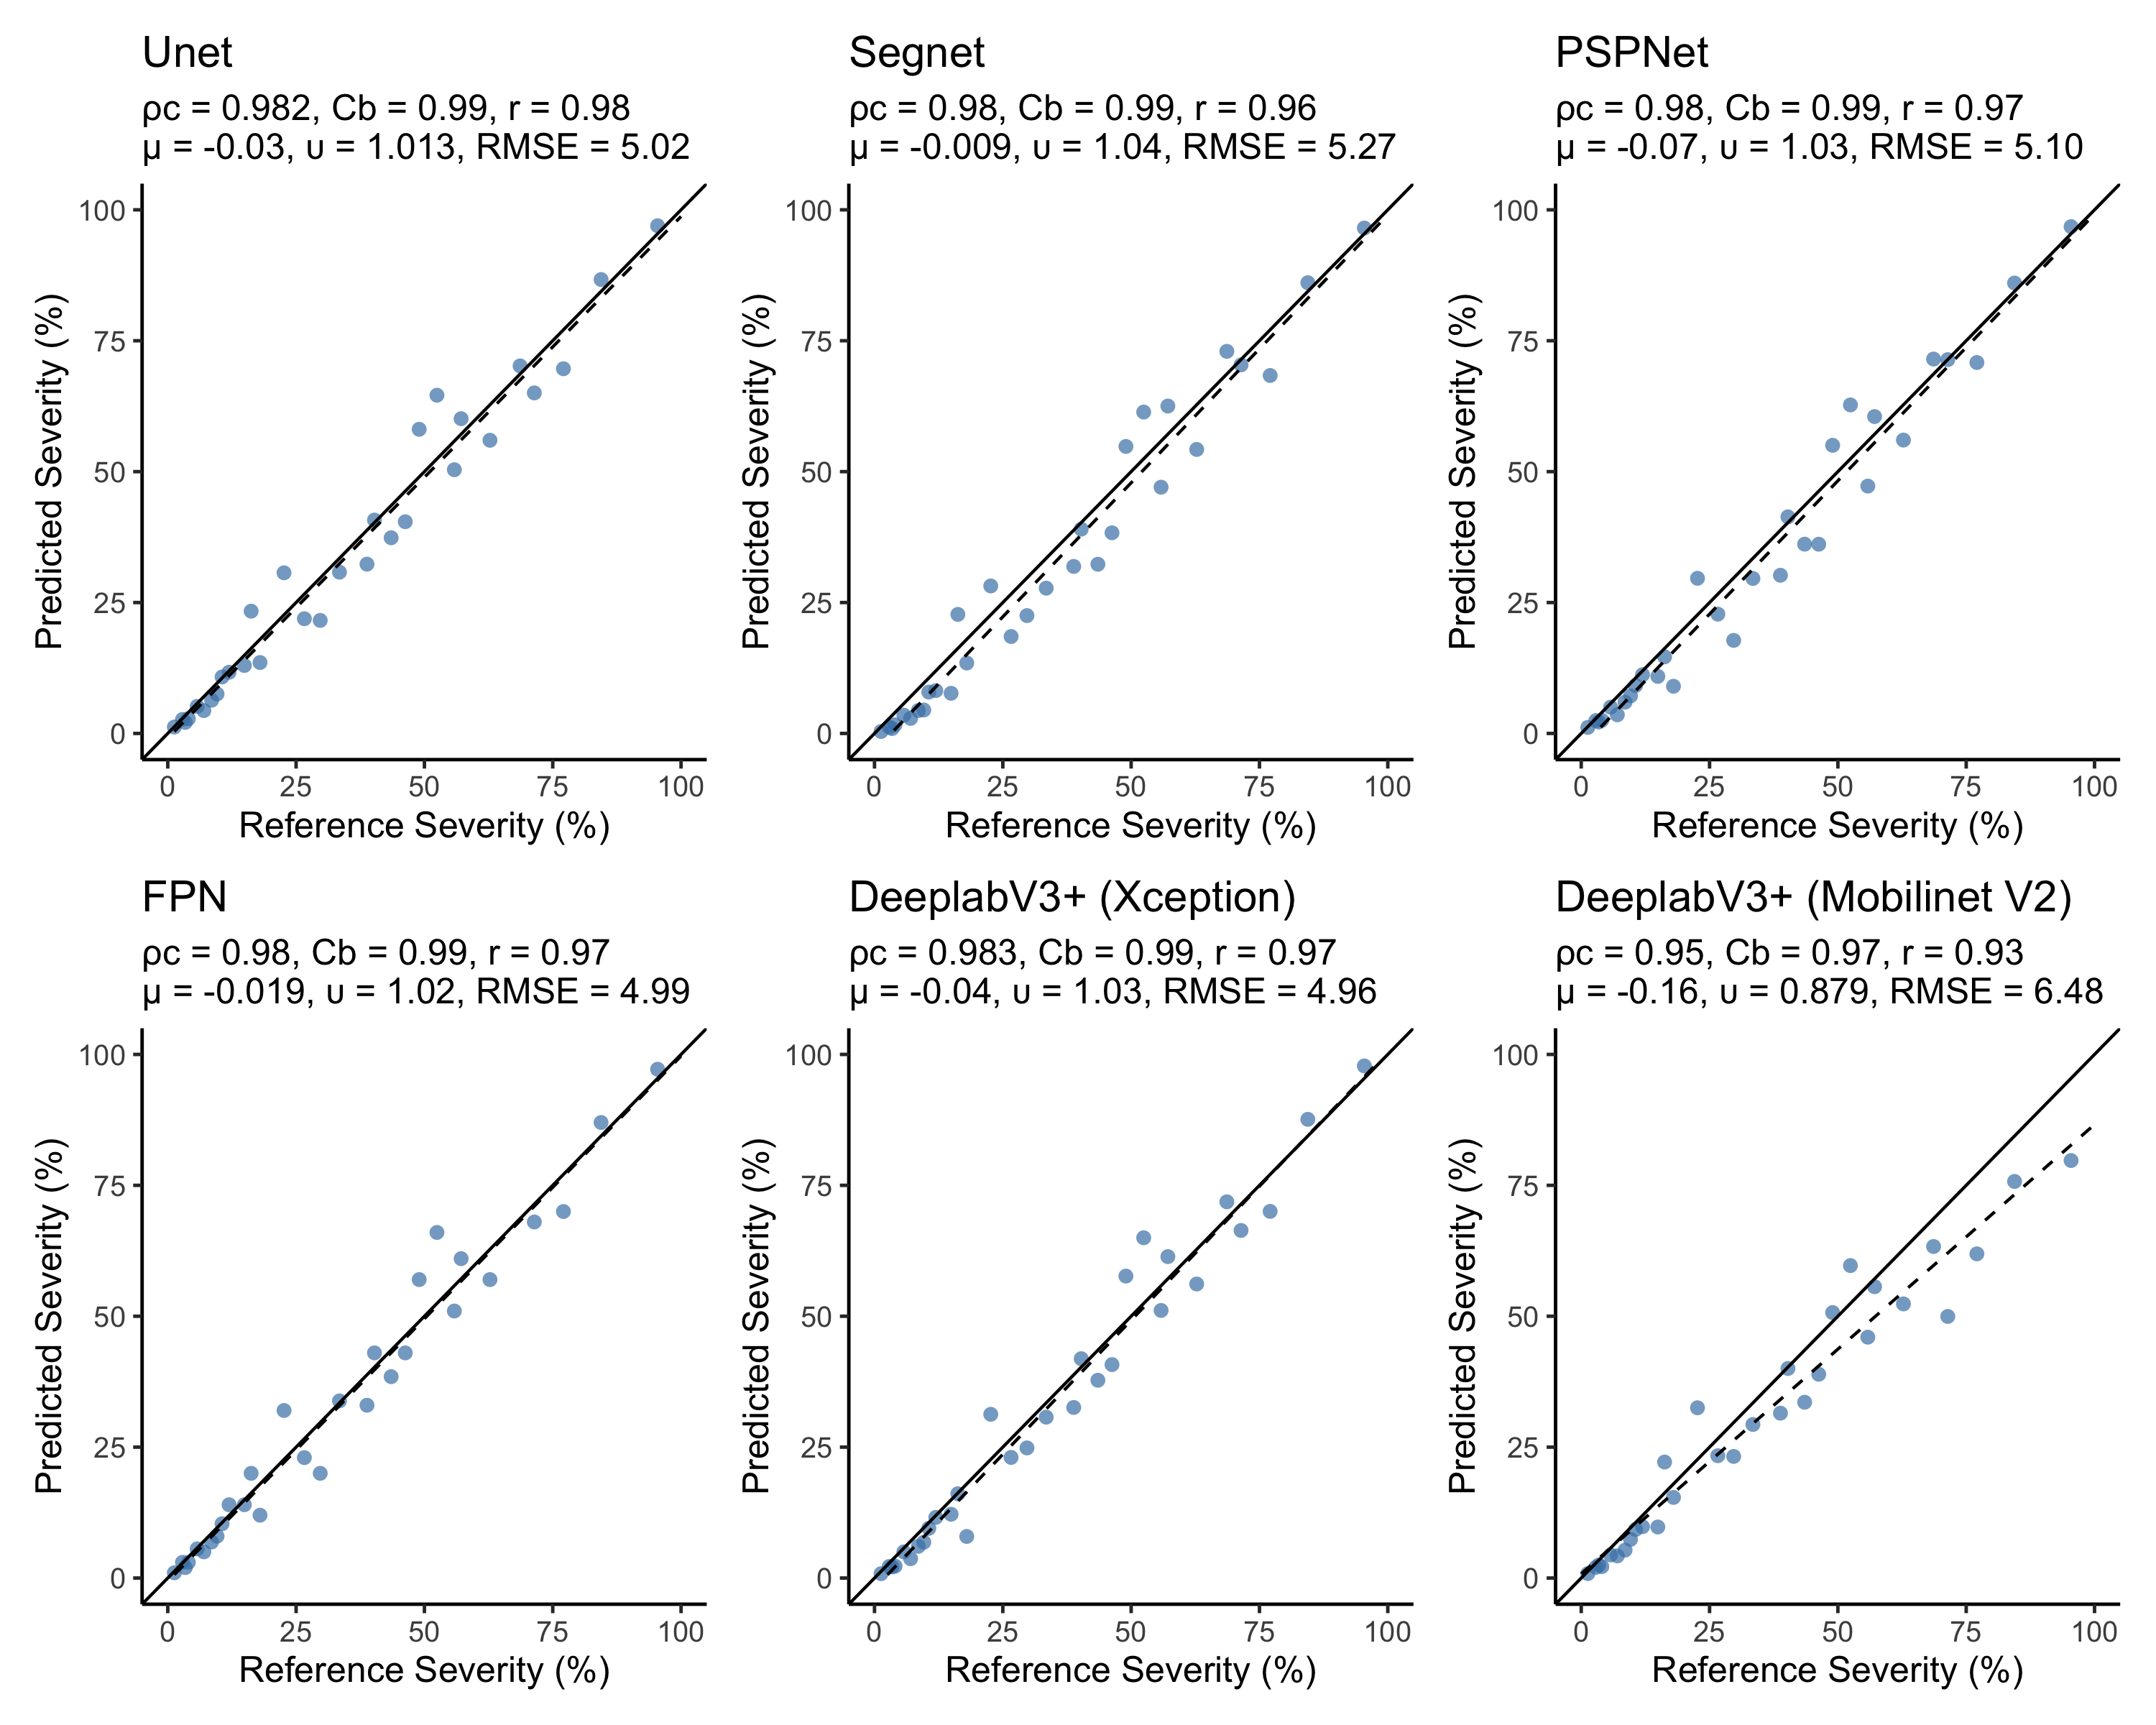 Unet
ρc = 0.982, Cb = 0.99, r = 0.98
μ = -0.03, υ = 1.013, RMSE = 5.02
100
75
50
25
0
Predicted Severity (%)
0 25 50 75 100
Reference Severity (%)
Segnet
ρc = 0.98, Cb = 0.99, r = 0.96
μ = -0.009, υ = 1.04, RMSE = 5.27
100
75
50
25
0
Predicted Severity (%)
0 25 50 75 100
Reference Severity (%)
PSPNet
ρc = 0.98, Cb = 0.99, r = 0.97
μ = -0.07, υ = 1.03, RMSE = 5.10
100
75
50
25
0
Predicted Severity (%)
0 25 50 75 100
Reference Severity (%)
FPN
ρc = 0.98, Cb = 0.99, r = 0.97
μ = -0.019, υ = 1.02, RMSE = 4.99
100
75
50
25
0
Predicted Severity (%)
0 25 50 75 100
Reference Severity (%)
DeeplabV3+ (Xception)
ρc = 0.983, Cb = 0.99, r = 0.97
μ = -0.04, υ = 1.03, RMSE = 4.96
100
75
50
25
0
Predicted Severity (%)
0 25 50 75 100
Reference Severity (%)
DeeplabV3+ (Mobilinet V2)
ρc = 0.95, Cb = 0.97, r = 0.93
μ = -0.16, υ = 0.879, RMSE = 6.48
100
75
50
25
0
Predicted Severity (%)
0 25 50 75 100
Reference Severity (%)